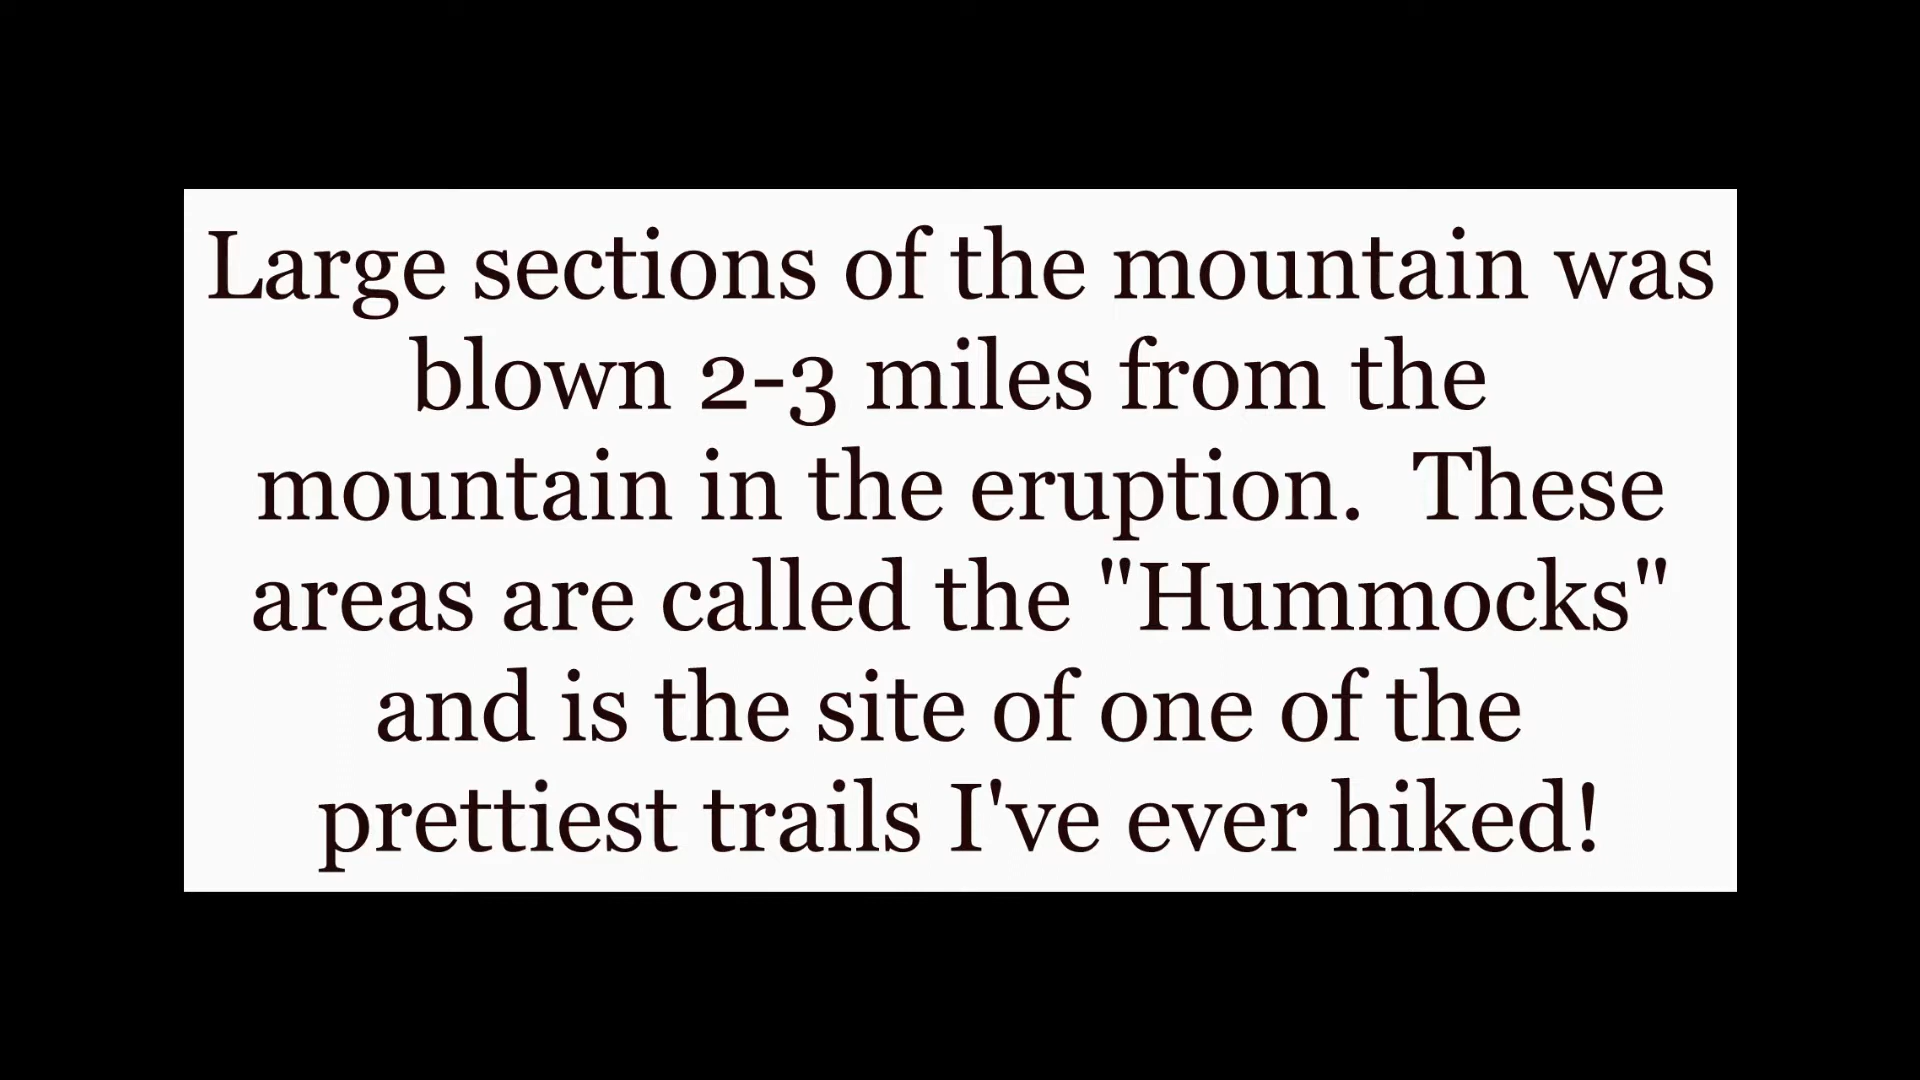 Large sections of the mountain was
blown 2-3 miles from the
mountain in the eruption.  These
areas are called the "Hummocks"
and is the site of one of the
prettiest trails I've ever hiked!